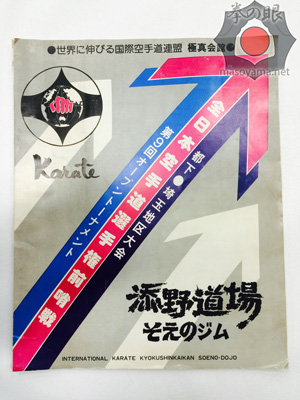 拳の眼
masoyama.net
●世界に伸びる国際空手道連盟 極真会館●
Karate
都下●埼玉地区大会
全日本空手道選手権前哨戦
第9回オープントーナメント
添野道場
そえのジム
INTERNATIONAL KARATE KYOKUSHINKAIKAN SOENO-DOJO